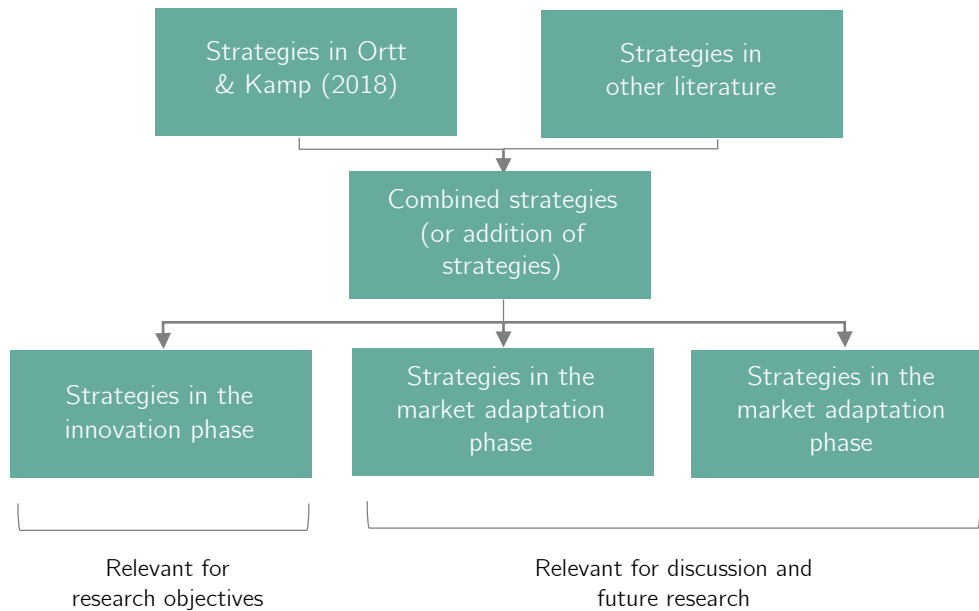 Strategies in Ortt
& Kamp (2018)
Strategies in
other literature
Combined strategies
(or addition of
strategies)
Strategies in the
innovation phase
Strategies in the
market adaptation
phase
Strategies in the
market adaptation
phase
Relevant for
research objectives
Relevant for discussion and
future research